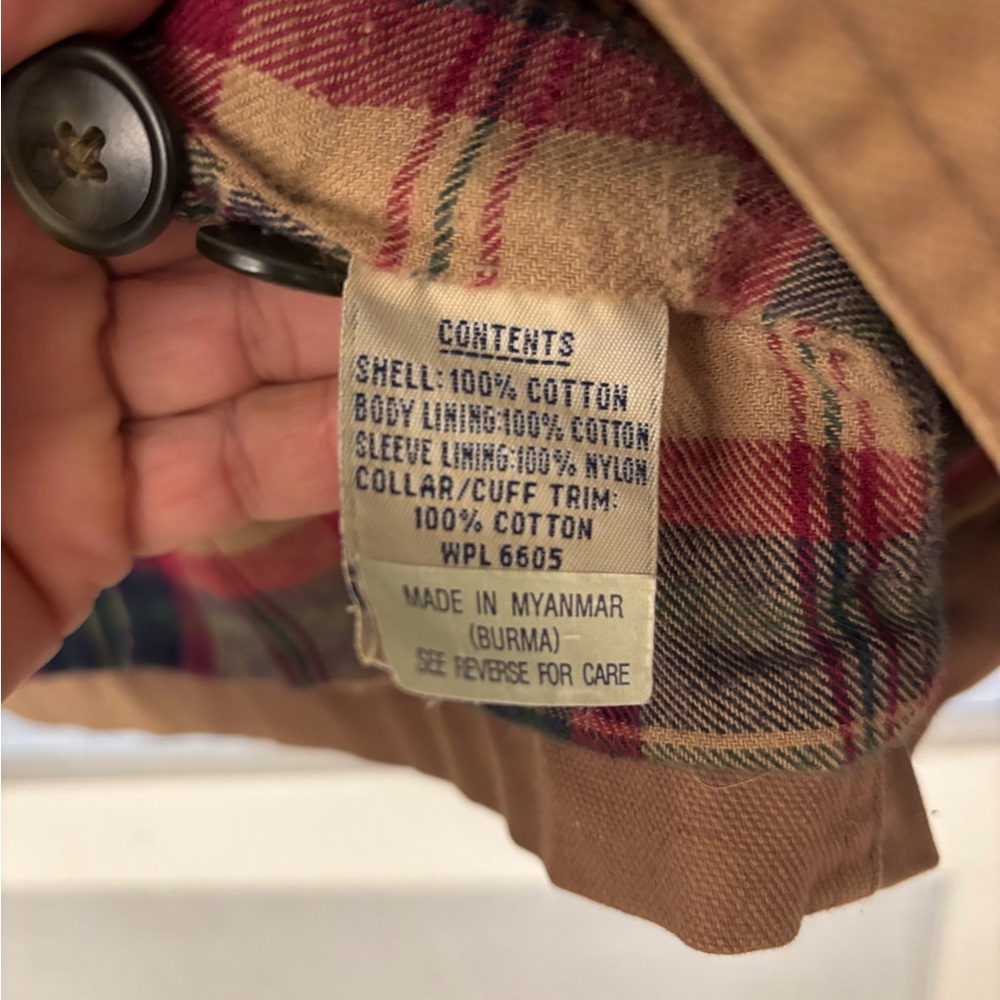 CONTENTS
SHELL: 100% COTTON
BODY LINING:100% COTTON
SLEEVE LINING:100% NYLON
COLLAR/CUFF TRIM:
100% COTTON
WPL 6605
MADE IN MYANMAR
(BURMA)
SEE REVERSE FOR CARE